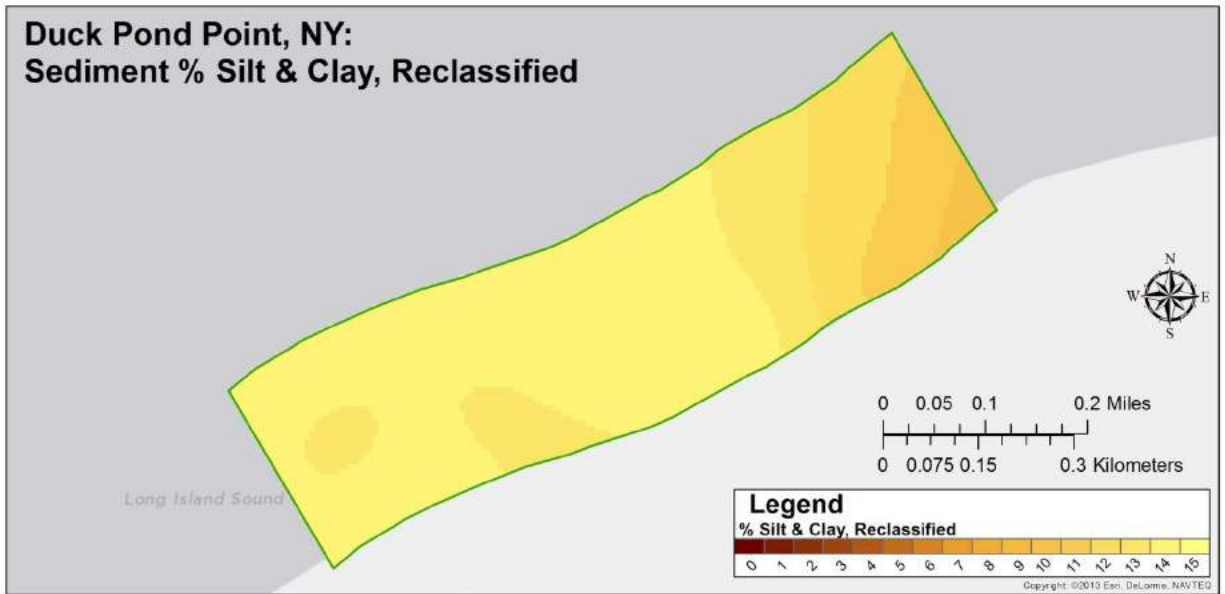 Duck Pond Point, NY:
Sediment % Silt & Clay, Reclassified
N
W E
S
0 0.05 0.1 0.2 Miles
0 0.075 0.15 0.3 Kilometers
Long Island Sound
Legend
% Silt & Clay, Reclassified
0 1 2 3 4 5 6 7 8 9 10 11 12 13 14 15
Copyright: ©2013 Esri, DeLorme, NAVTEQ